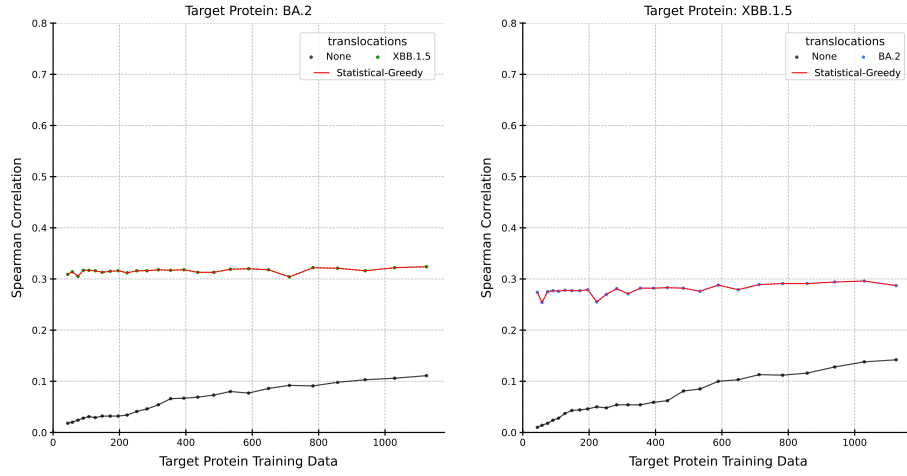 Target Protein: BA.2
translocations
None
XBB.1.5
Statistical-Greedy
Spearman Correlation
0.8
0.7
0.6
0.5
0.4
0.3
0.2
0.1
0.0
0
200
400
600
800
1000
Target Protein Training Data
Target Protein: XBB.1.5
translocations
None
BA.2
Statistical-Greedy
Spearman Correlation
0.8
0.7
0.6
0.5
0.4
0.3
0.2
0.1
0.0
0
200
400
600
800
1000
Target Protein Training Data